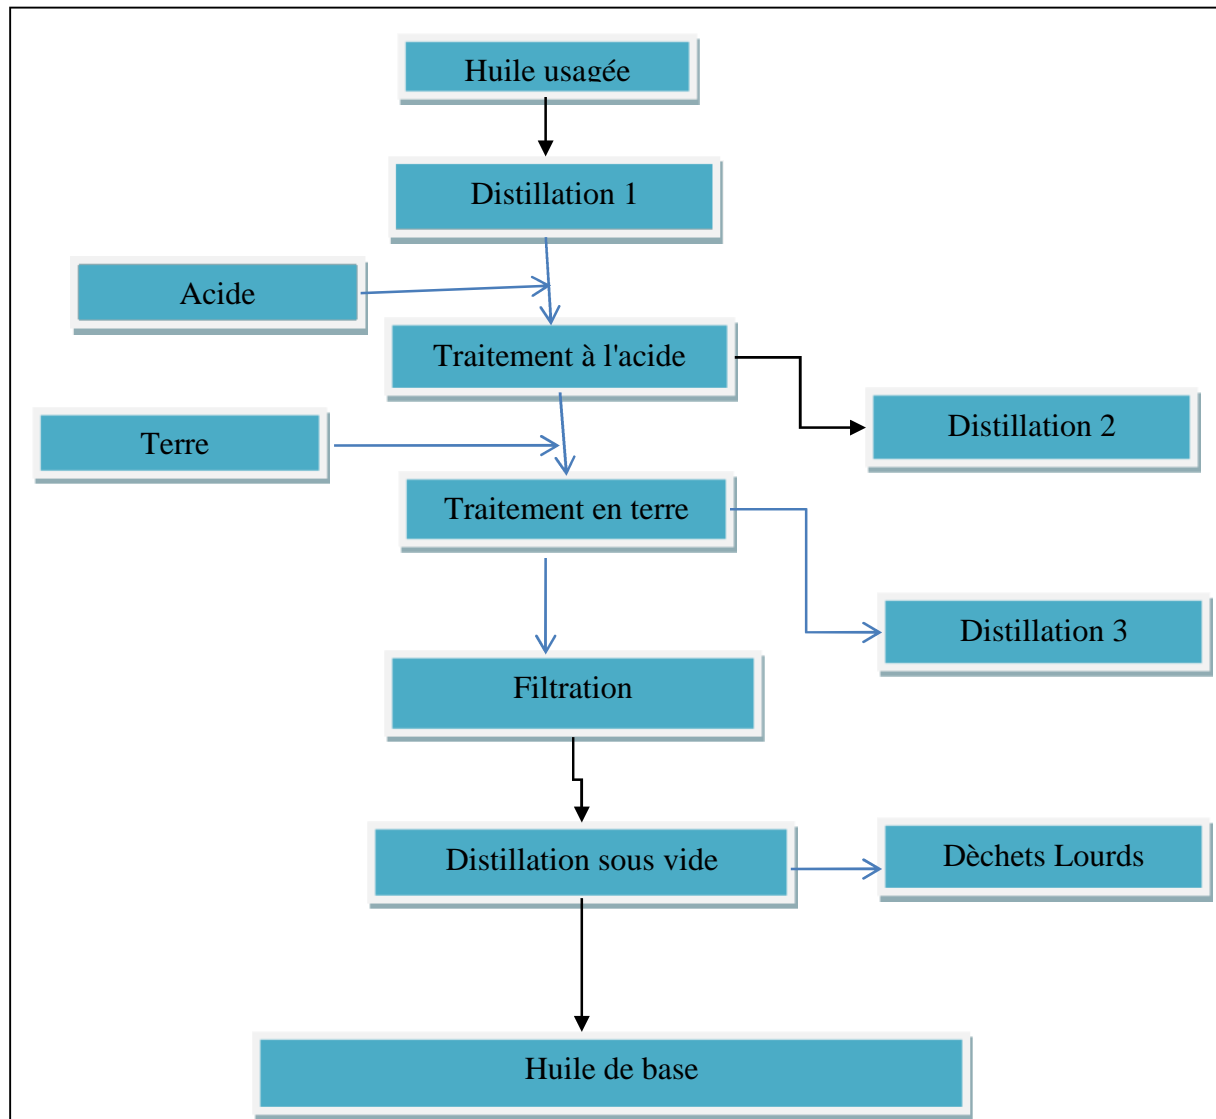 Huile usagée
Distillation 1
Acide
Traitement à l'acide
Distillation 2
Terre
Traitement en terre
Distillation 3
Filtration
Distillation sous vide
Dèchets Lourds
Huile de base